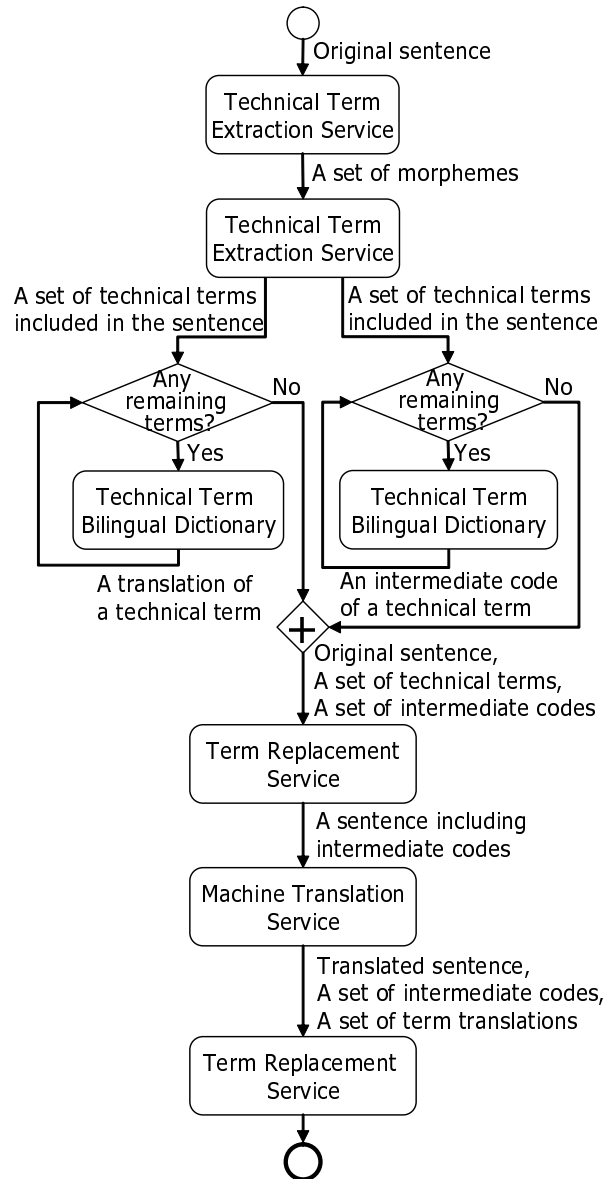 Original sentence
Technical Term
Extraction Service
A set of morphemes
Technical Term
Extraction Service
A set of technical terms
included in the sentence
A set of technical terms
included in the sentence
Any
remaining
terms?
No
Yes
Technical Term
Bilingual Dictionary
A translation of
a technical term
Any
remaining
terms?
No
Yes
Technical Term
Bilingual Dictionary
An intermediate code
of a technical term
Original sentence,
A set of technical terms,
A set of intermediate codes
Term Replacement
Service
A sentence including
intermediate codes
Machine Translation
Service
Translated sentence,
A set of intermediate codes,
A set of term translations
Term Replacement
Service